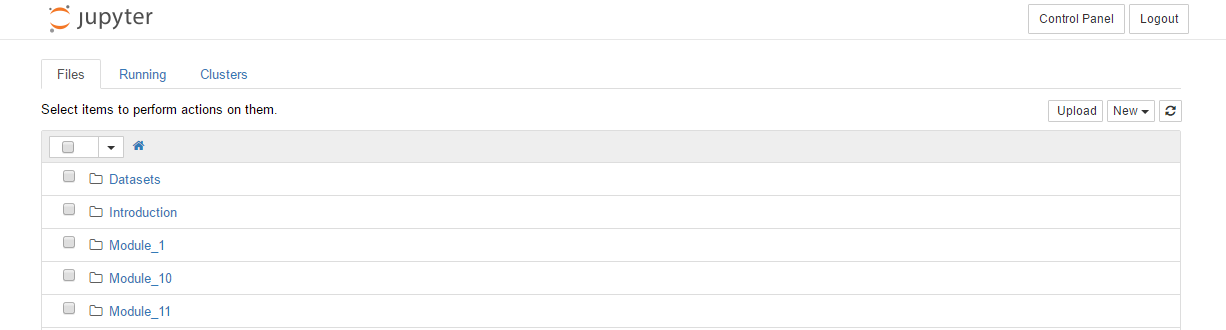 jupyter
Control Panel Logout
Files Running Clusters
Select items to perform actions on them.
Upload New
Datasets
Introduction
Module_1
Module_10
Module_11